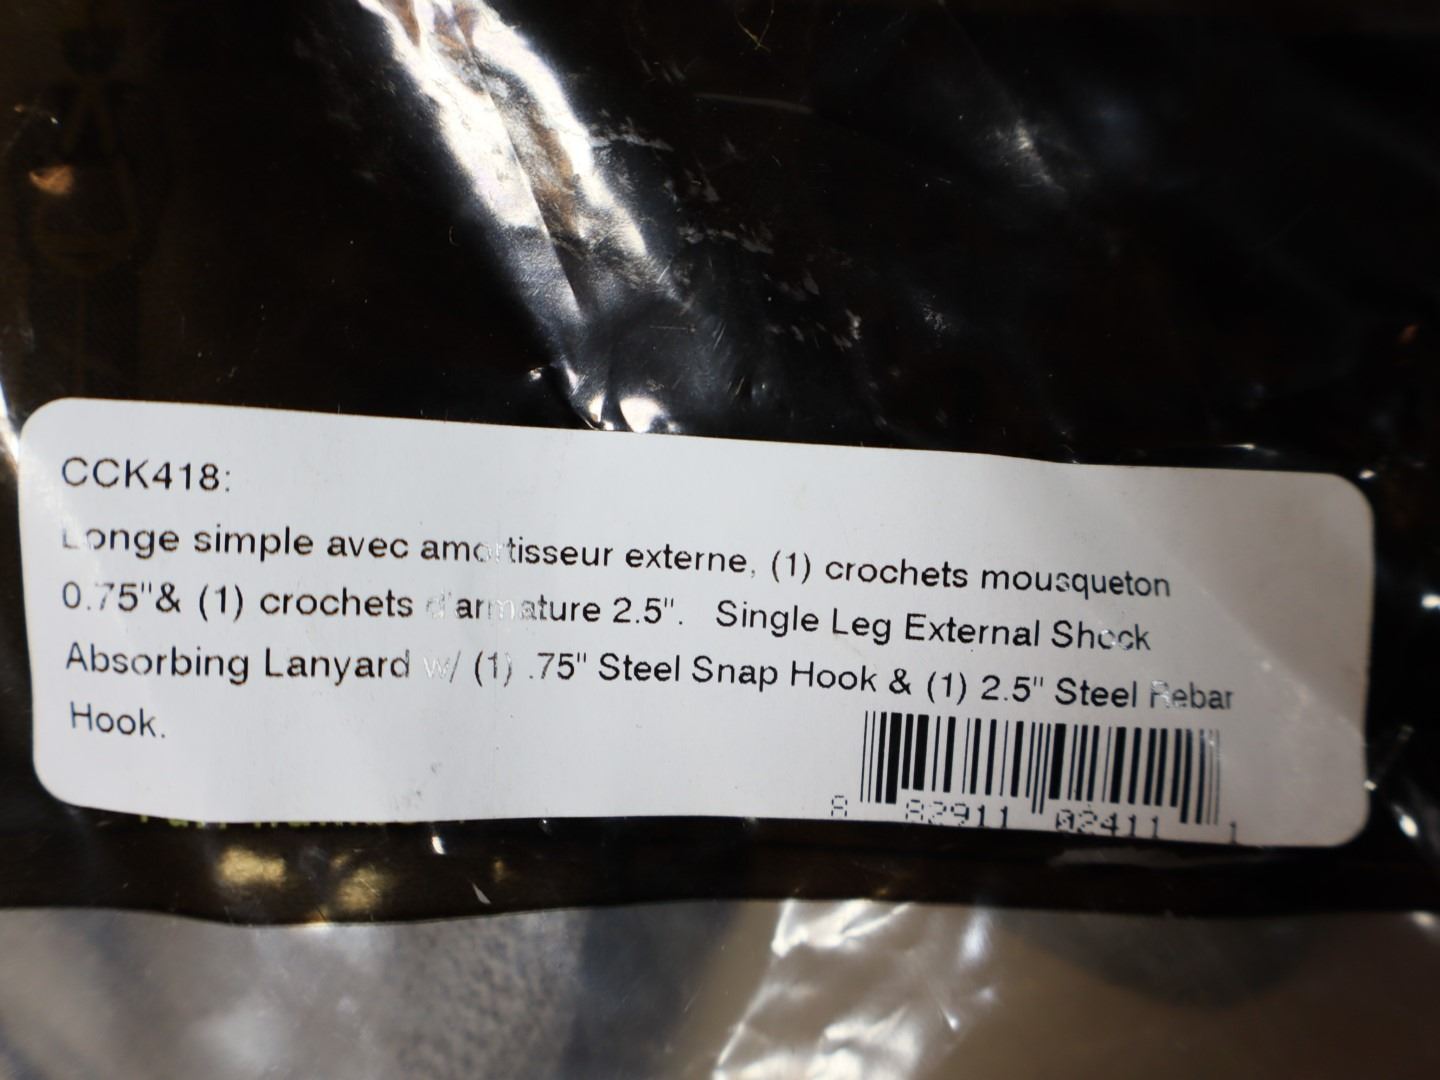 CCK418:
Longe simple avec amortisseur externe, (1) crochets mousqueton
0.75"& (1) crochets d'armature 2.5". Single Leg External Shock
Absorbing Lanyard w/ (1) .75" Steel Snap Hook & (1) 2.5" Steel Rebar
Hook.
8 82911 02411 1